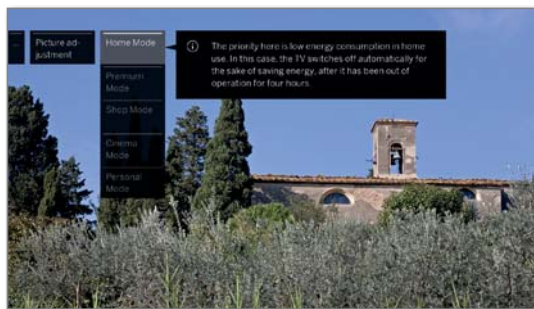 ...
Picture ad-
justment
Home Mode
Premium
Mode
Shop Mode
Cinema
Mode
Personal
Mode
The priority here is low energy consumption in home
use. In this case, the TV switches off automatically for
the sake of saving energy, after it has been out of
operation for four hours.